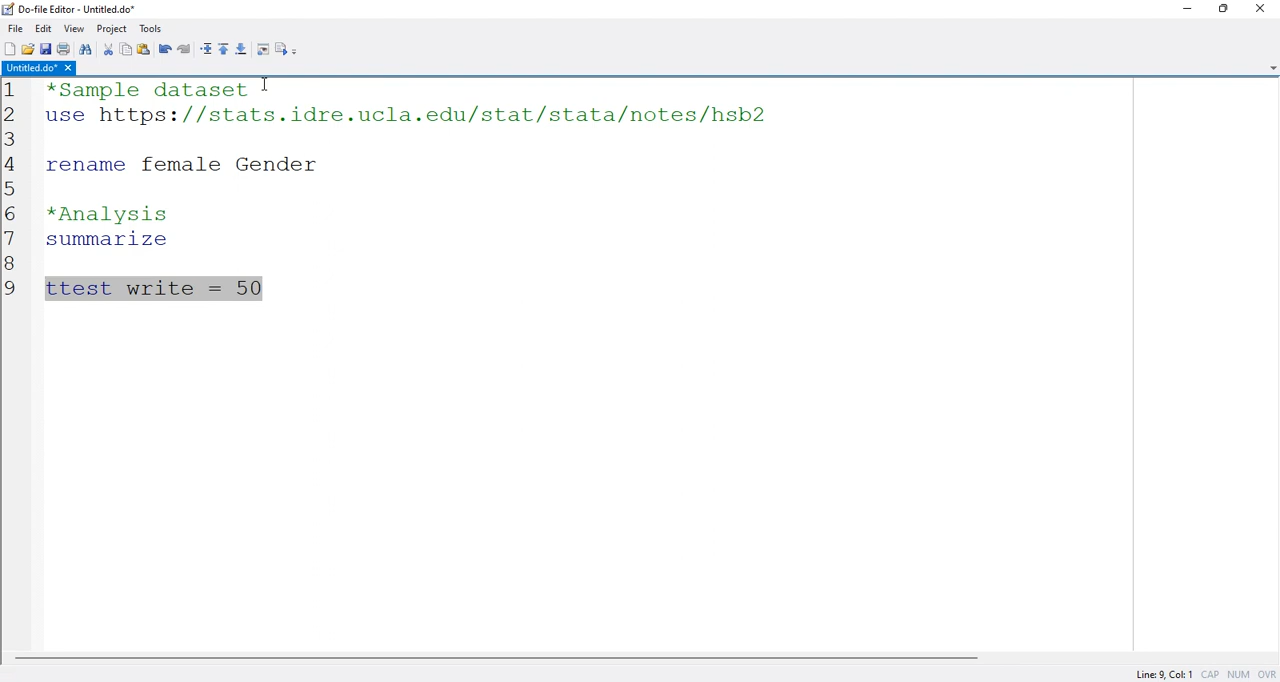 Do-file Editor - Untitled.do*
File Edit View Project Tools
Untitled.do*
1 *Sample dataset
2 use https://stats.idre.ucla.edu/stat/stata/notes/hsb2
3
4 rename female Gender
5
6 *Analysis
7 summarize
8
9 ttest write = 50
Line: 9, Col: 1 CAP NUM OVR